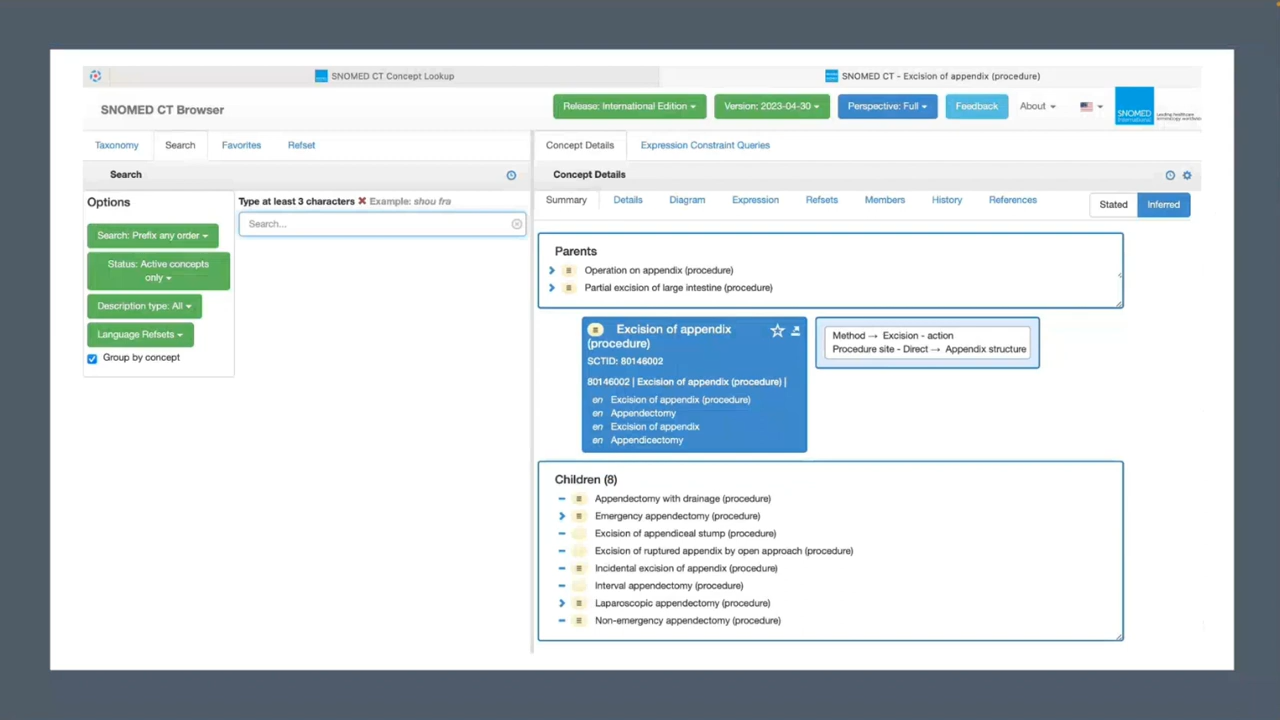 SNOMED CT Concept Lookup
SNOMED CT - Excision of appendix (procedure)
SNOMED CT Browser
Release: International Edition
Version: 2023-04-30
Perspective: Full
Feedback
About
SNOMED
International
Leading healthcare
terminology worldwide
Taxonomy
Search
Favorites
Refset
Search
Options
Search: Prefix any order
Status: Active concepts
only
Description type: All
Language Refsets
Group by concept
Type at least 3 characters ✘ Example: shou fra
Search...
Concept Details
Expression Constraint Queries
Concept Details
Summary
Details
Diagram
Expression
Refsets
Members
History
References
Stated
Inferred
Parents
Operation on appendix (procedure)
Partial excision of large intestine (procedure)
Excision of appendix
(procedure)
SCTID: 80146002
80146002 | Excision of appendix (procedure) |
en Excision of appendix (procedure)
en Appendectomy
en Excision of appendix
en Appendicectomy
Method → Excision - action
Procedure site - Direct → Appendix structure
Children (8)
Appendectomy with drainage (procedure)
Emergency appendectomy (procedure)
Excision of appendiceal stump (procedure)
Excision of ruptured appendix by open approach (procedure)
Incidental excision of appendix (procedure)
Interval appendectomy (procedure)
Laparoscopic appendectomy (procedure)
Non-emergency appendectomy (procedure)